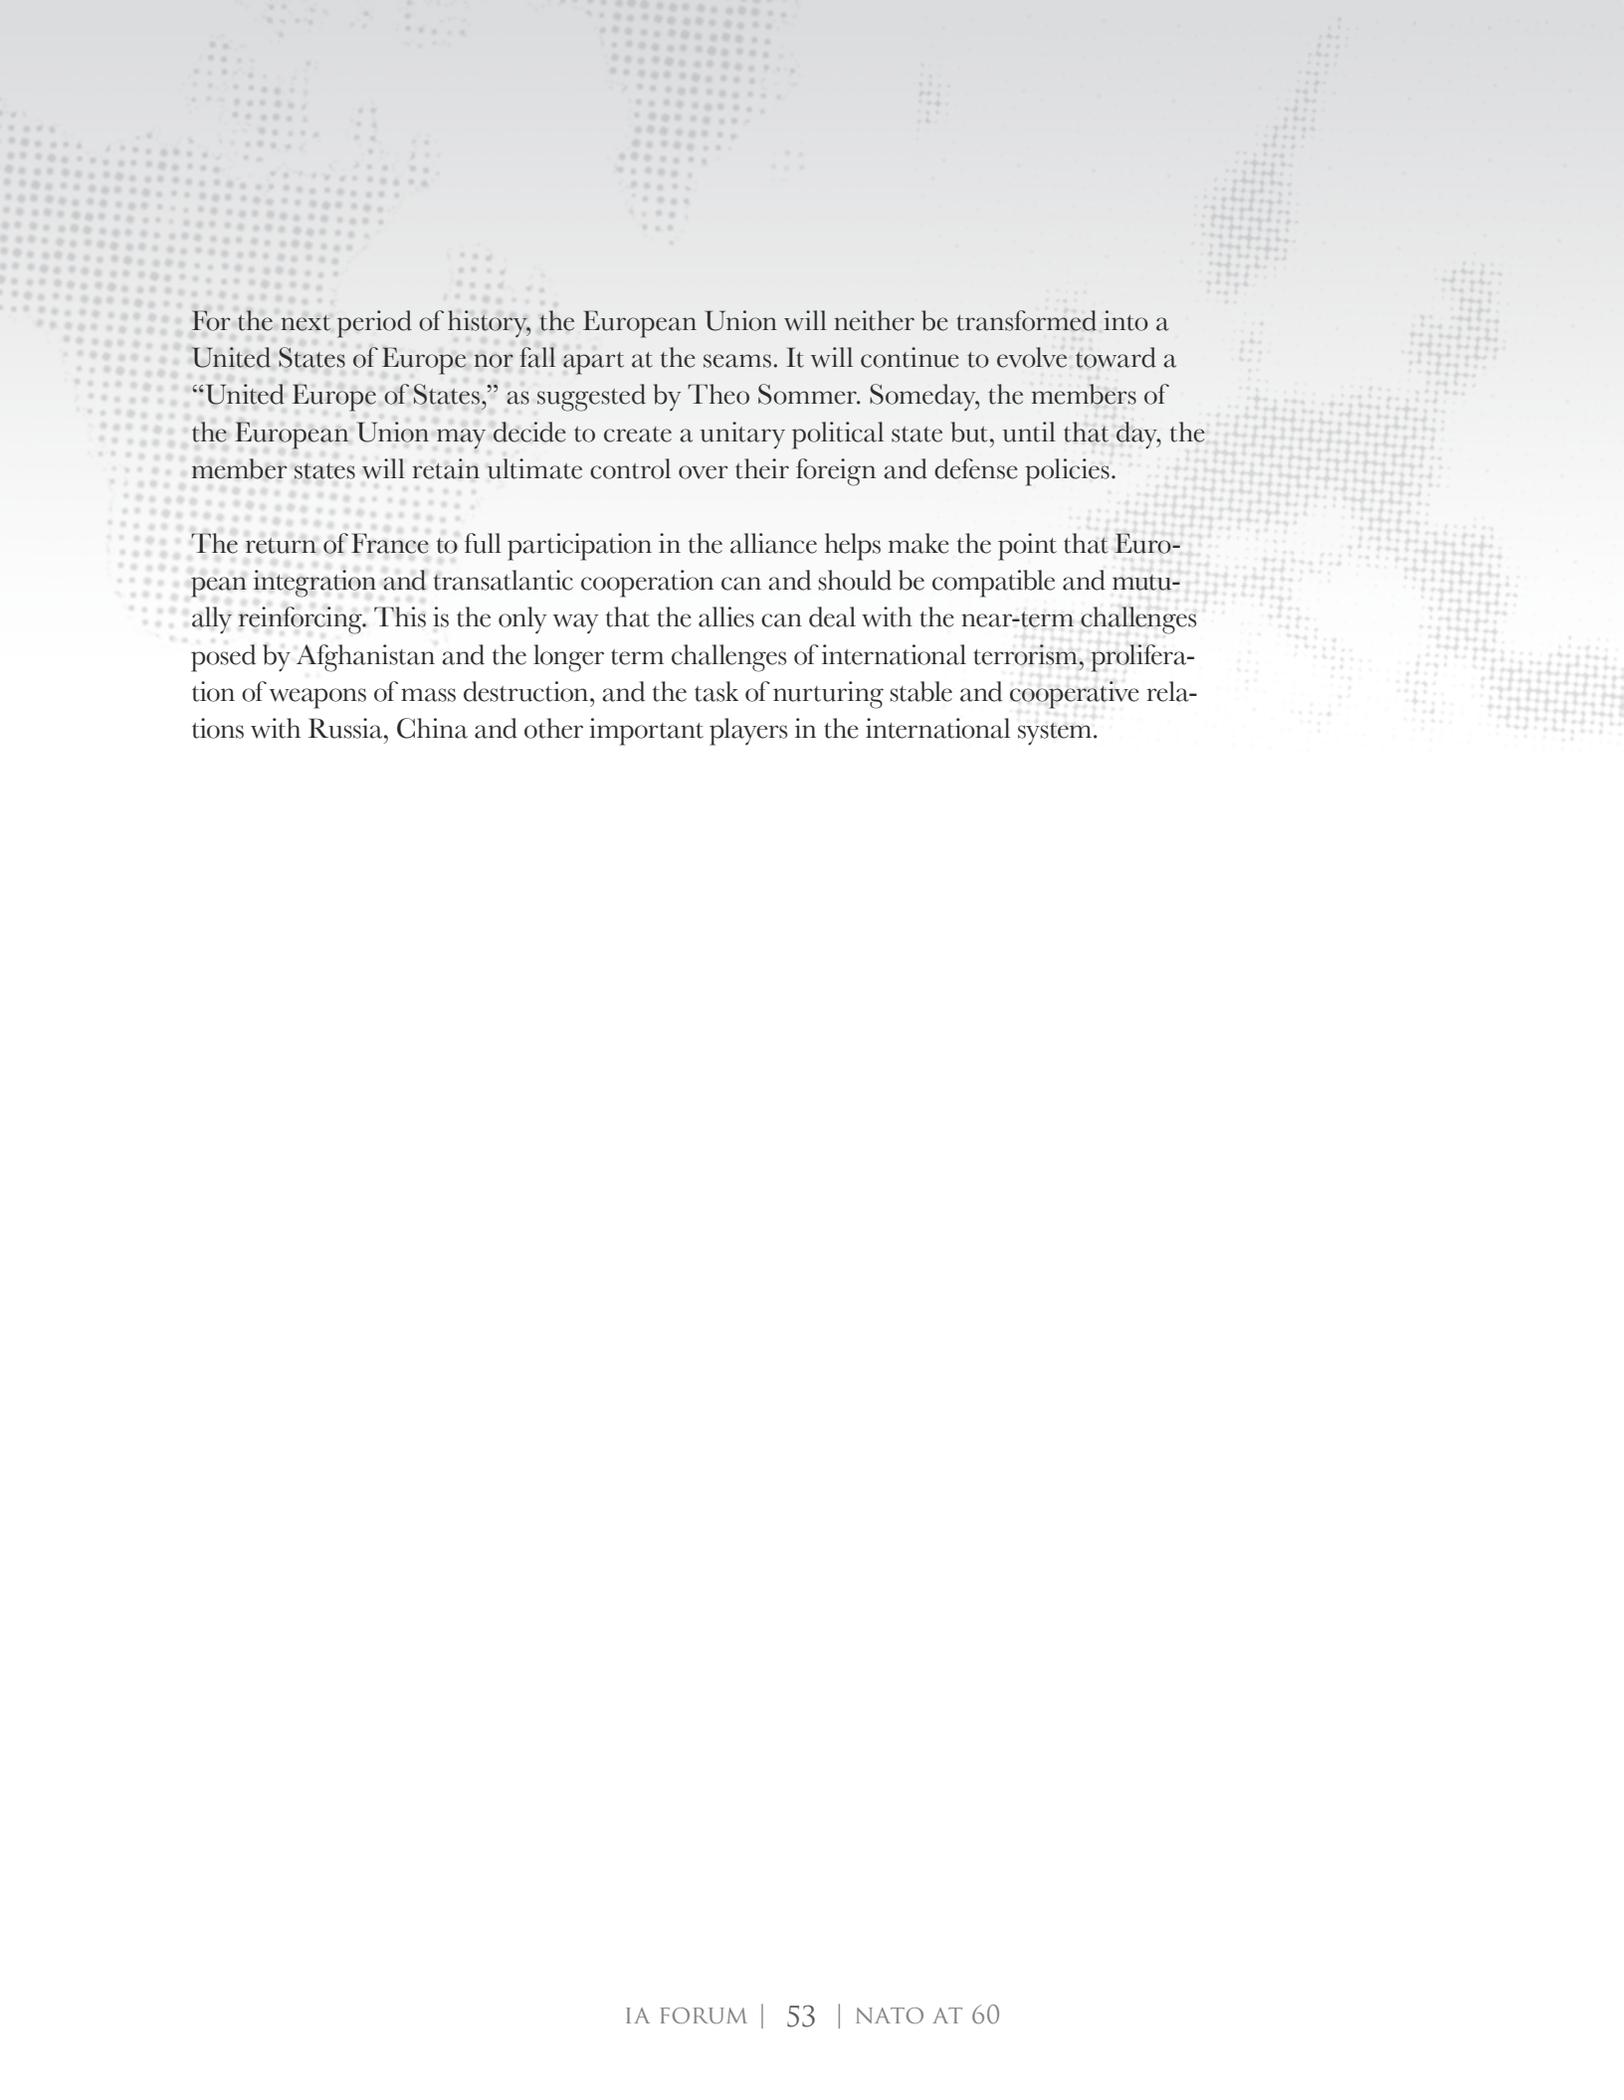 For the next period of history, the European Union will neither be transformed into a
United States of Europe nor fall apart at the seams. It will continue to evolve toward a
“United Europe of States,” as suggested by Theo Sommer. Someday, the members of
the European Union may decide to create a unitary political state but, until that day, the
member states will retain ultimate control over their foreign and defense policies.
The return of France to full participation in the alliance helps make the point that Euro-
pean integration and transatlantic cooperation can and should be compatible and mutu-
ally reinforcing. This is the only way that the allies can deal with the near-term challenges
posed by Afghanistan and the longer term challenges of international terrorism, prolifera-
tion of weapons of mass destruction, and the task of nurturing stable and cooperative rela-
tions with Russia, China and other important players in the international system.
IA FORUM | 53 | NATO AT 60